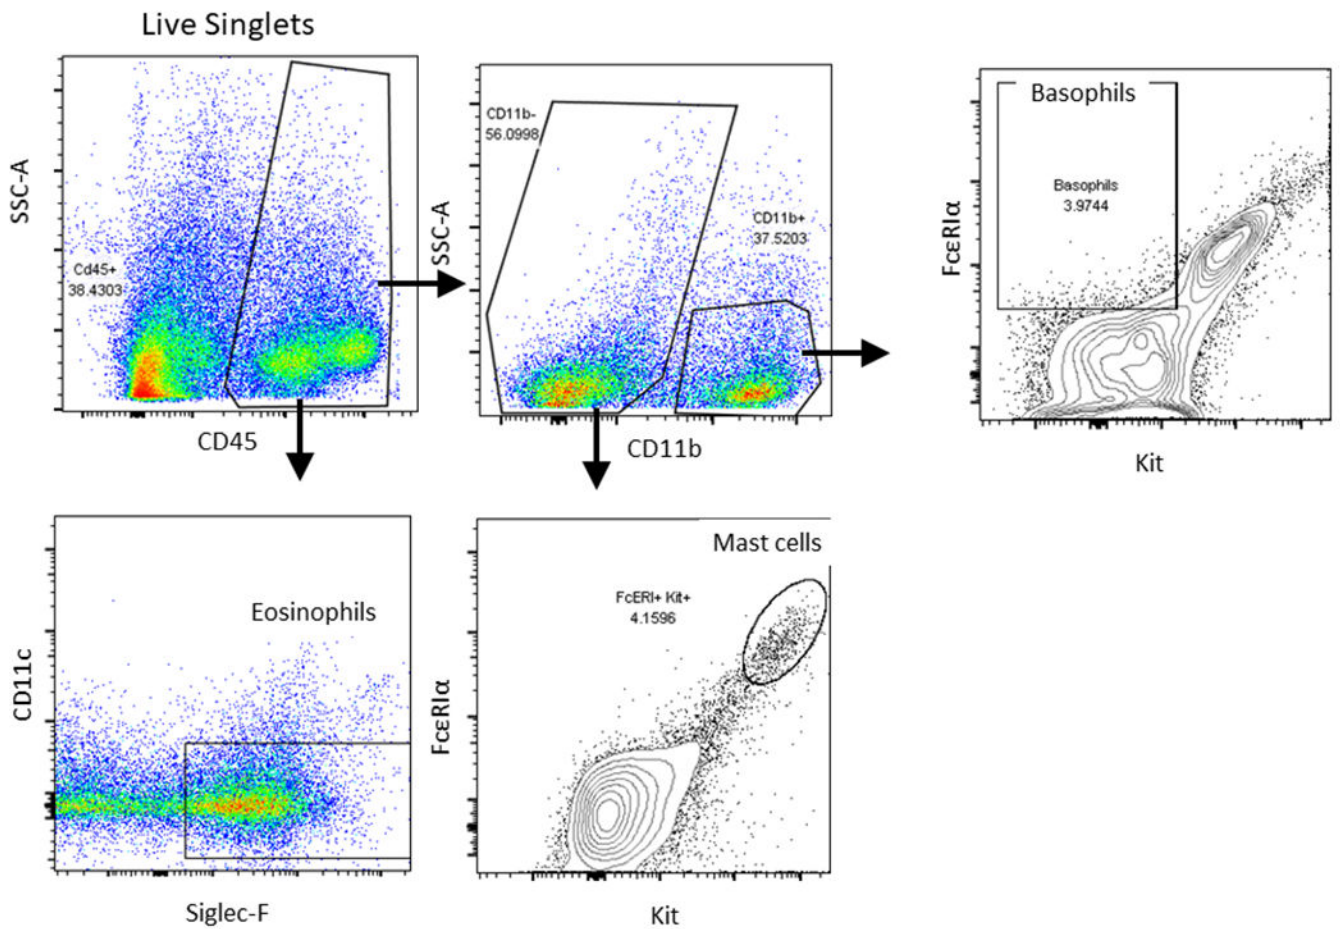 Live Singlets
SSC-A
Cd45+
38.4303
CD45
SSC-A
CD11b-
56.0998
CD11b+
37.5203
CD11b
Basophils
Basophils
3.9744
FcεRIα
Kit
CD11c
Eosinophils
Siglec-F
FcεRIα
Mast cells
FcERI+ Kit+
4.1596
Kit